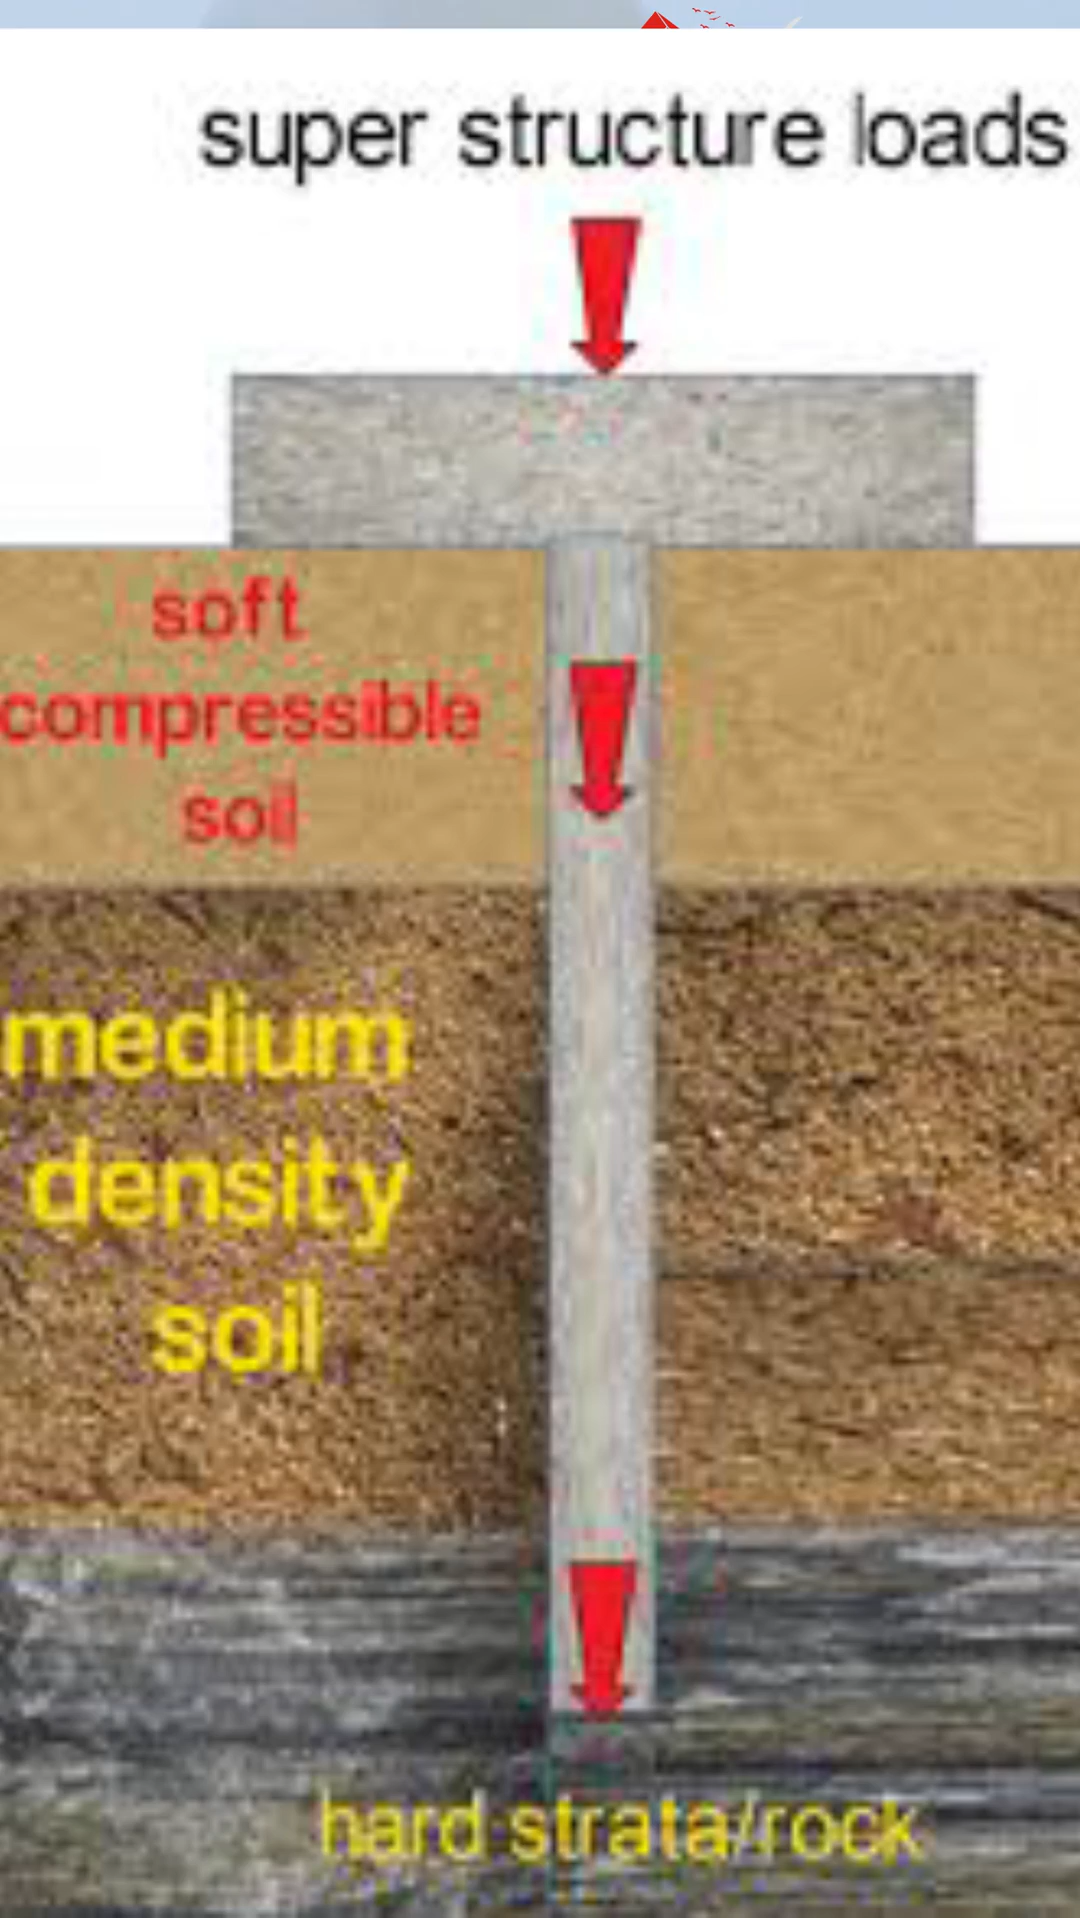 super structure loads
soft
compressible
soil
medium
density
soil
hard strata/rock